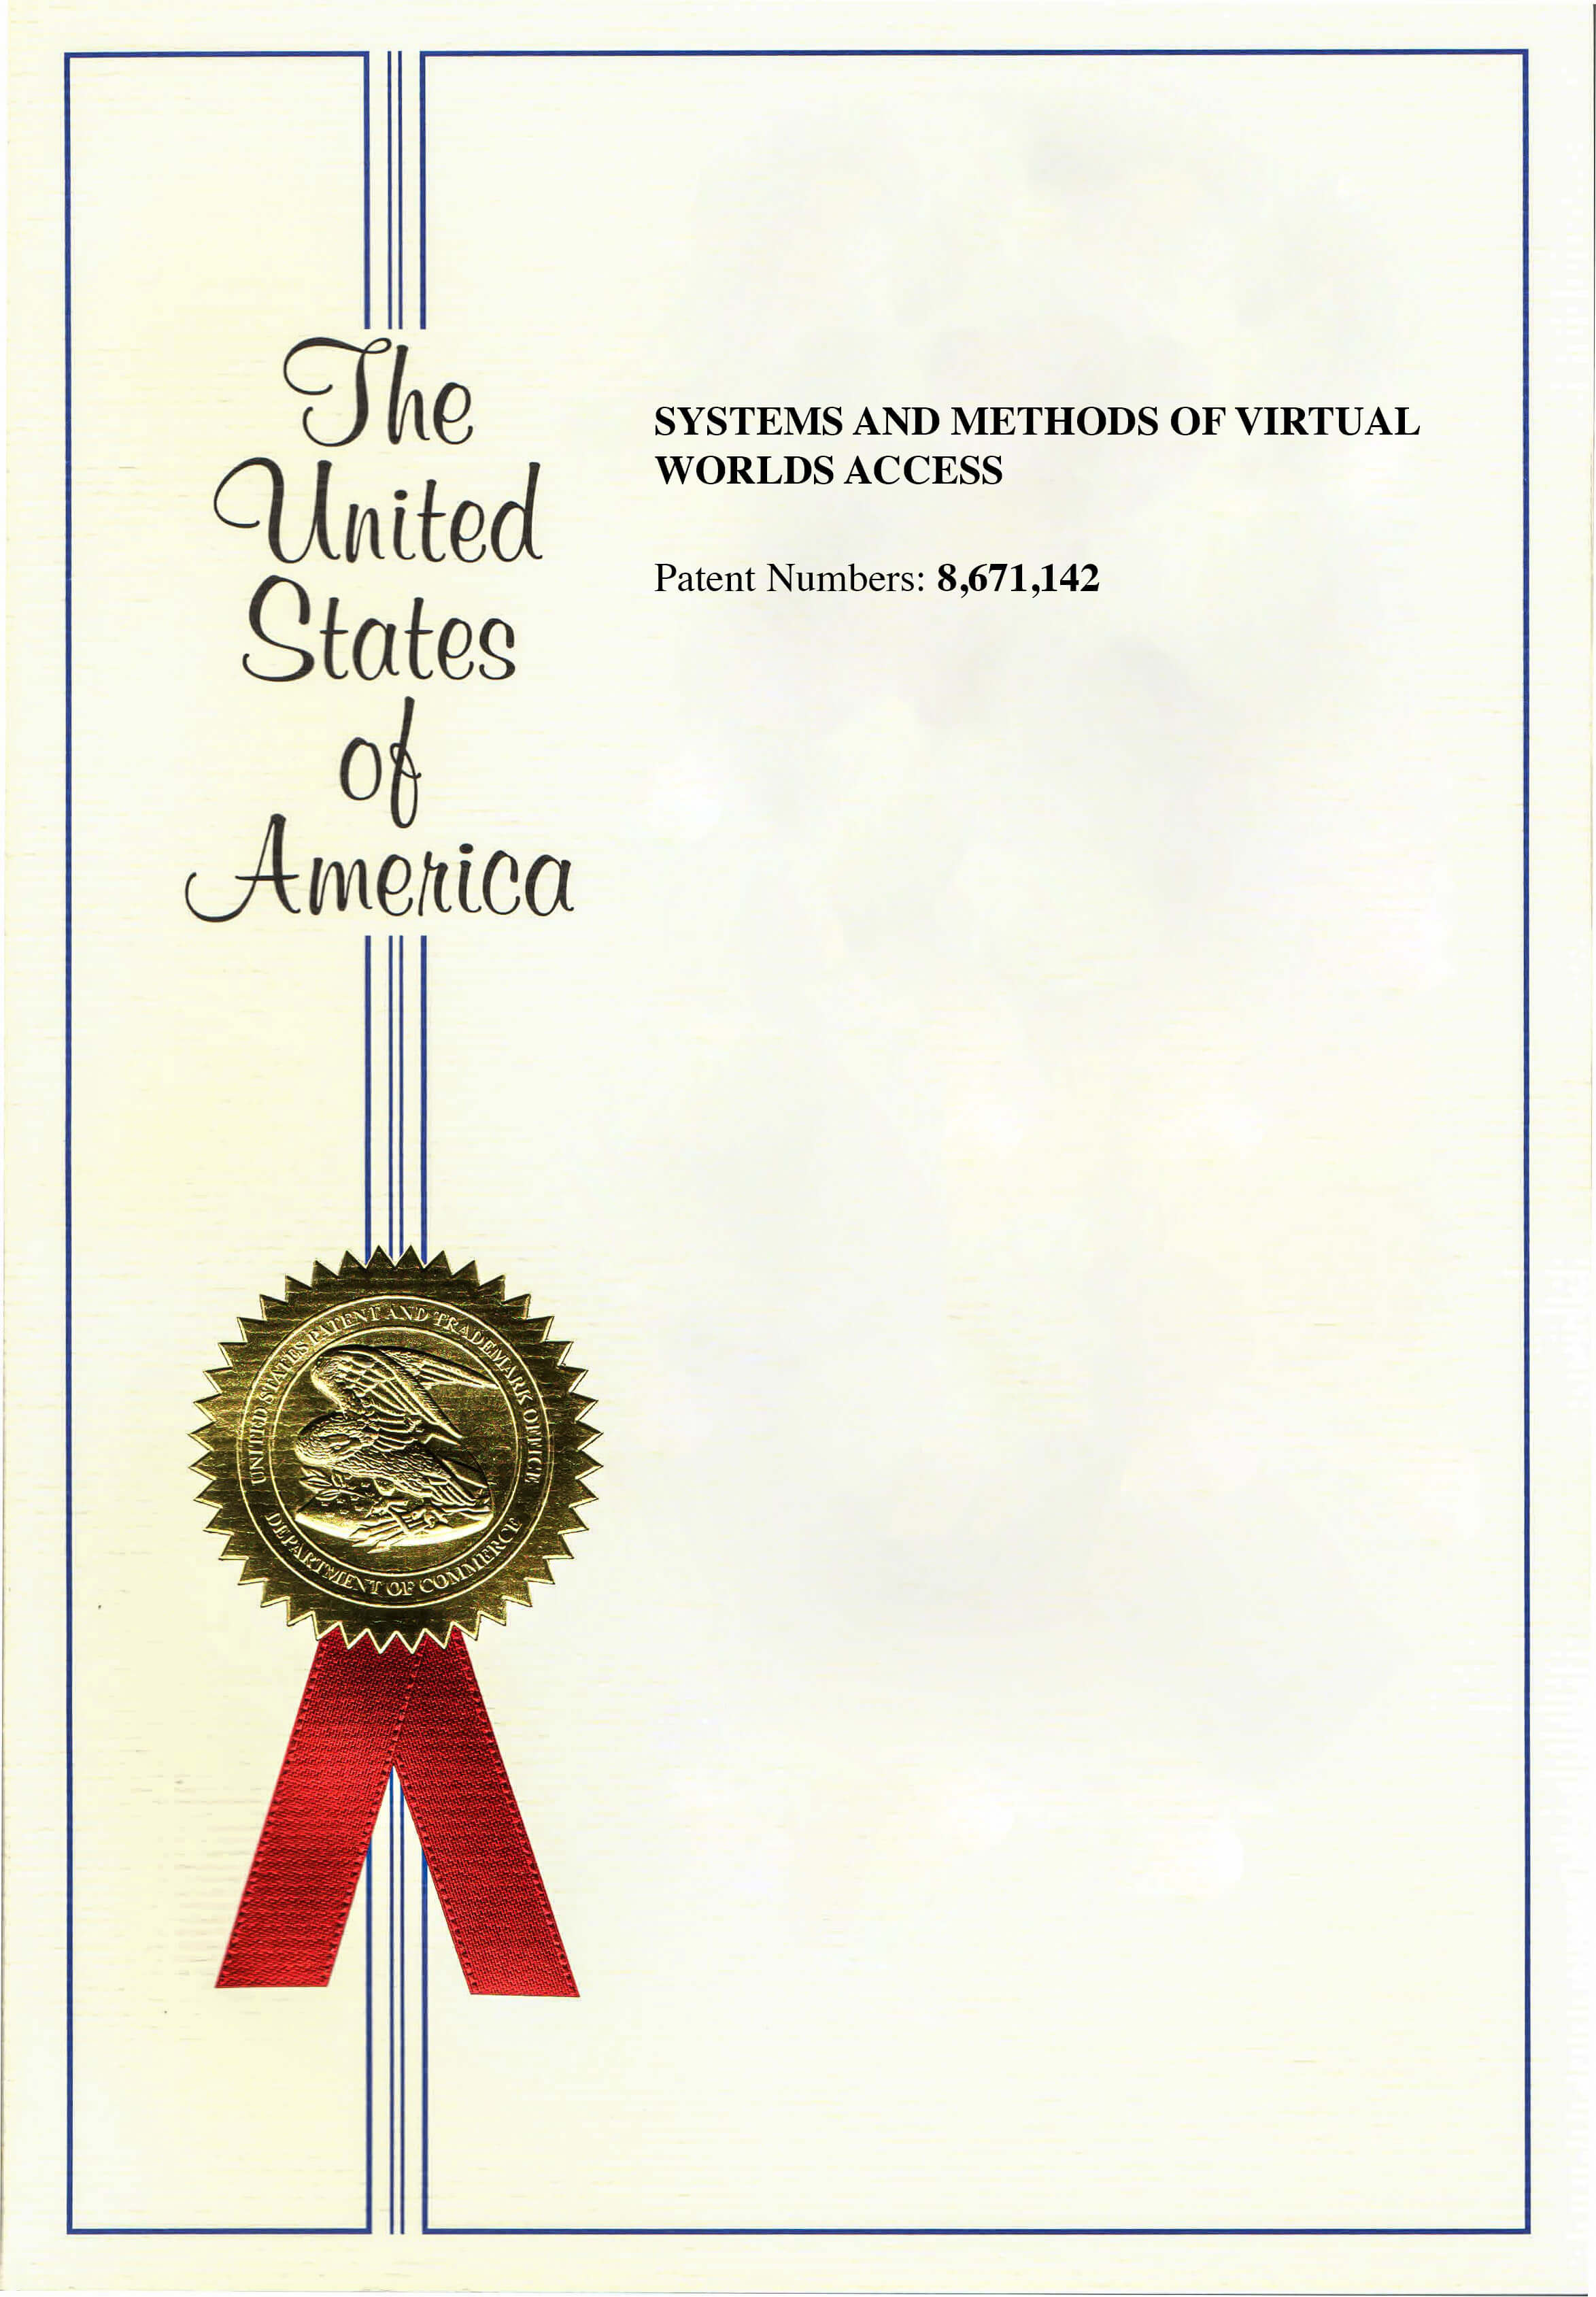 The
United
States
of
America
SYSTEMS AND METHODS OF VIRTUAL
WORLDS ACCESS
Patent Numbers: 8,671,142
UNITED STATES PATENT AND TRADEMARK OFFICE
DEPARTMENT OF COMMERCE